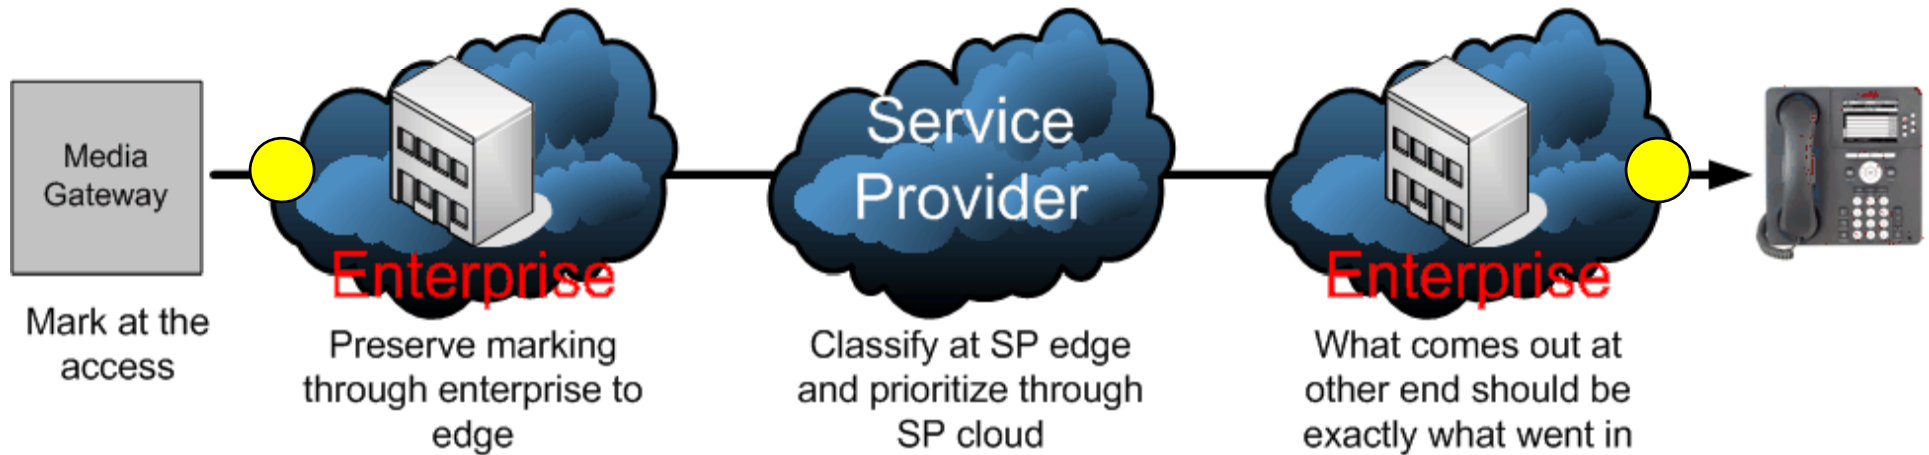 Media
Gateway
Mark at the
access
Enterprise
Preserve marking
through enterprise to
edge
Service
Provider
Classify at SP edge
and prioritize through
SP cloud
Enterprise
What comes out at
other end should be
exactly what went in